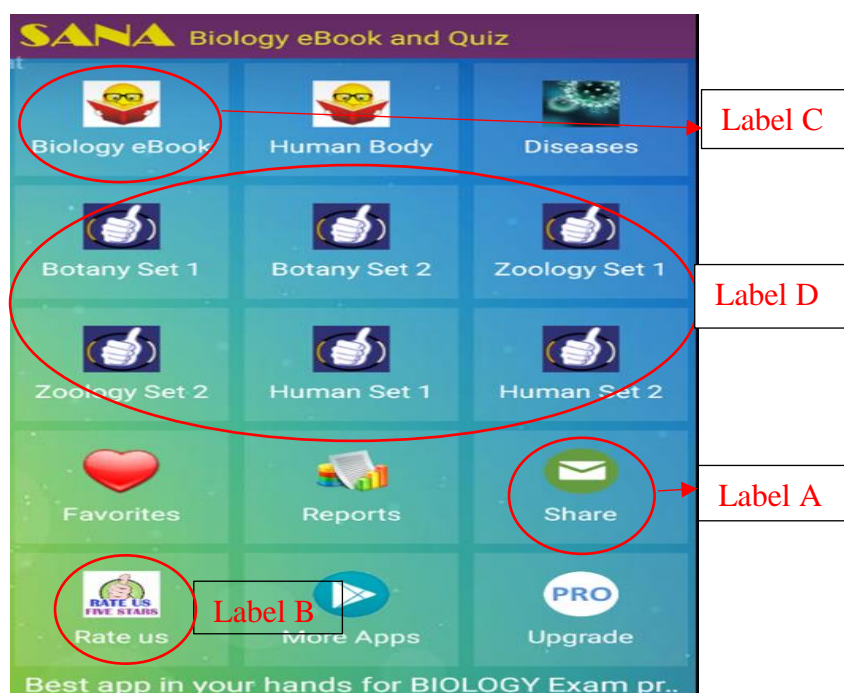 SANA Biology eBook and Quiz
Biology eBook Human Body Diseases
Label C
Botany Set 1 Botany Set 2 Zoology Set 1
Label D
Zoology Set 2 Human Set 1 Human Set 2
Favorites Reports Share
Label A
RATE US
FIVE STARS
PRO
Label B
Rate us More Apps Upgrade
Best app in your hands for BIOLOGY Exam pr..